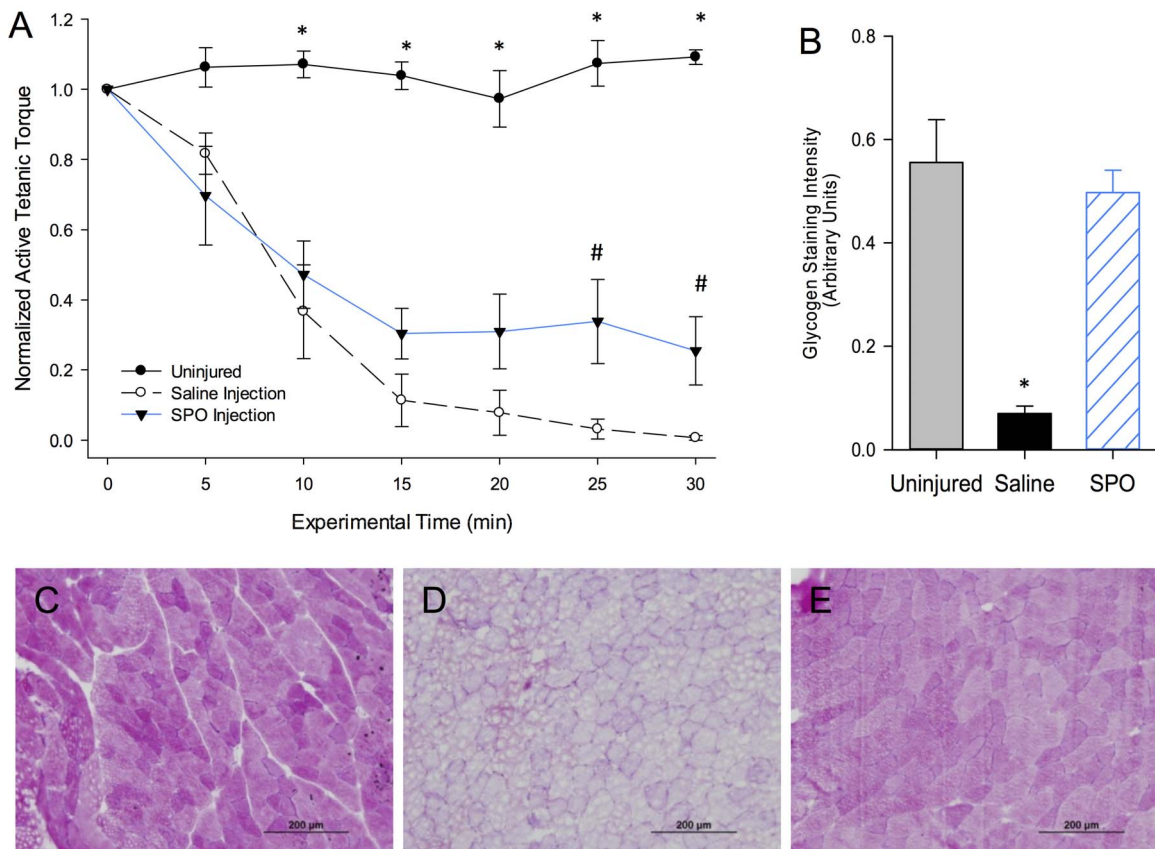 A
Normalized Active Tetanic Torque
1.2
1.0
0.8
0.6
0.4
0.2
0.0
* * * * *
# #
Uninjured
Saline Injection
SPO Injection
0 5 10 15 20 25 30
Experimental Time (min)
B
Glycogen Staining Intensity
(Arbitrary Units)
0.8
0.6
0.4
0.2
0.0
*
Uninjured Saline SPO
C
200 µm
D
200 µm
E
200 µm